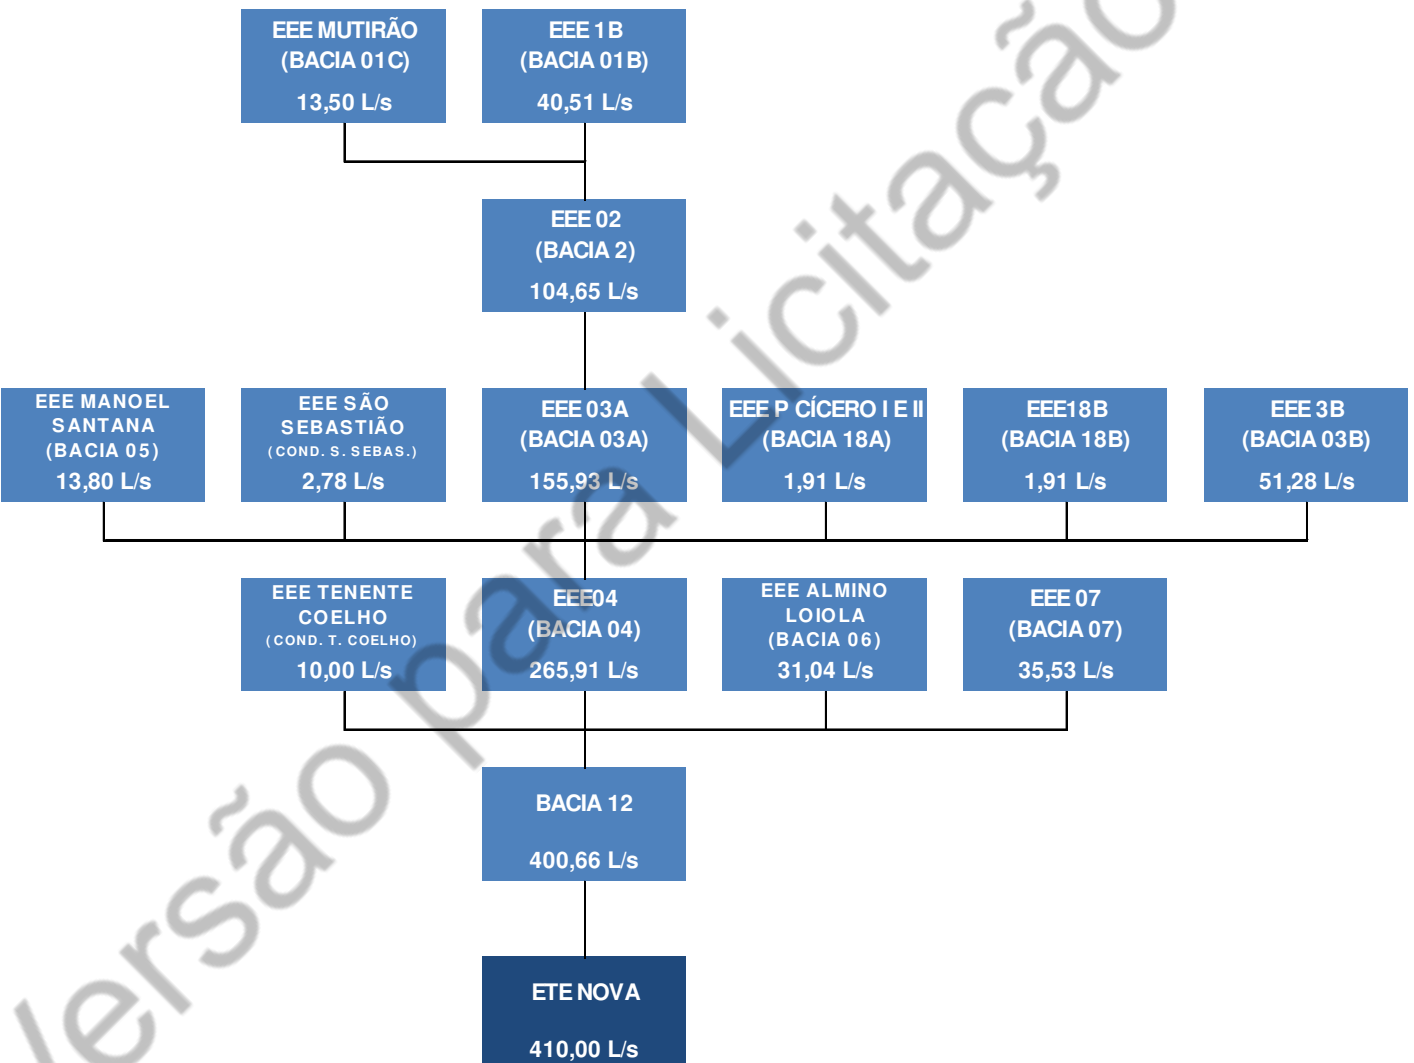 EEE MUTIRÃO
(BACIA 01C)
13,50 L/s
EEE 1B
(BACIA 01B)
40,51 L/s
EEE 02
(BACIA 2)
104,65 L/s
EEE MANOEL
SANTANA
(BACIA 05)
13,80 L/s
EEE SÃO
SEBASTIÃO
(COND. S. SEBAS.)
2,78 L/s
EEE 03A
(BACIA 03A)
155,93 L/s
EEE P CÍCERO I E II
(BACIA 18A)
1,91 L/s
EEE18B
(BACIA 18B)
1,91 L/s
EEE 3B
(BACIA 03B)
51,28 L/s
EEE TENENTE
COELHO
(COND. T. COELHO)
10,00 L/s
EEE04
(BACIA 04)
265,91 L/s
EEE ALMINO
LOIOLA
(BACIA 06)
31,04 L/s
EEE 07
(BACIA 07)
35,53 L/s
BACIA 12
400,66 L/s
ETE NOVA
410,00 L/s
Versão para Licitação